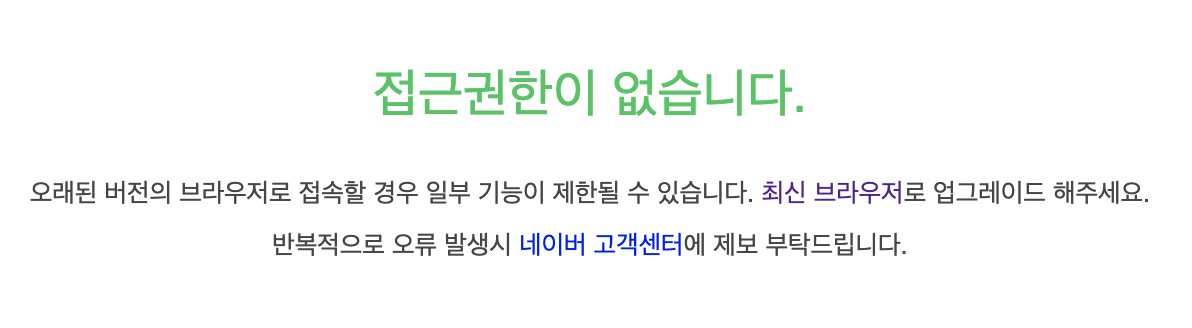 접근권한이 없습니다.
오래된 버전의 브라우저로 접속할 경우 일부 기능이 제한될 수 있습니다. 최신 브라우저로 업그레이드 해주세요.
반복적으로 오류 발생시 네이버 고객센터에 제보 부탁드립니다.